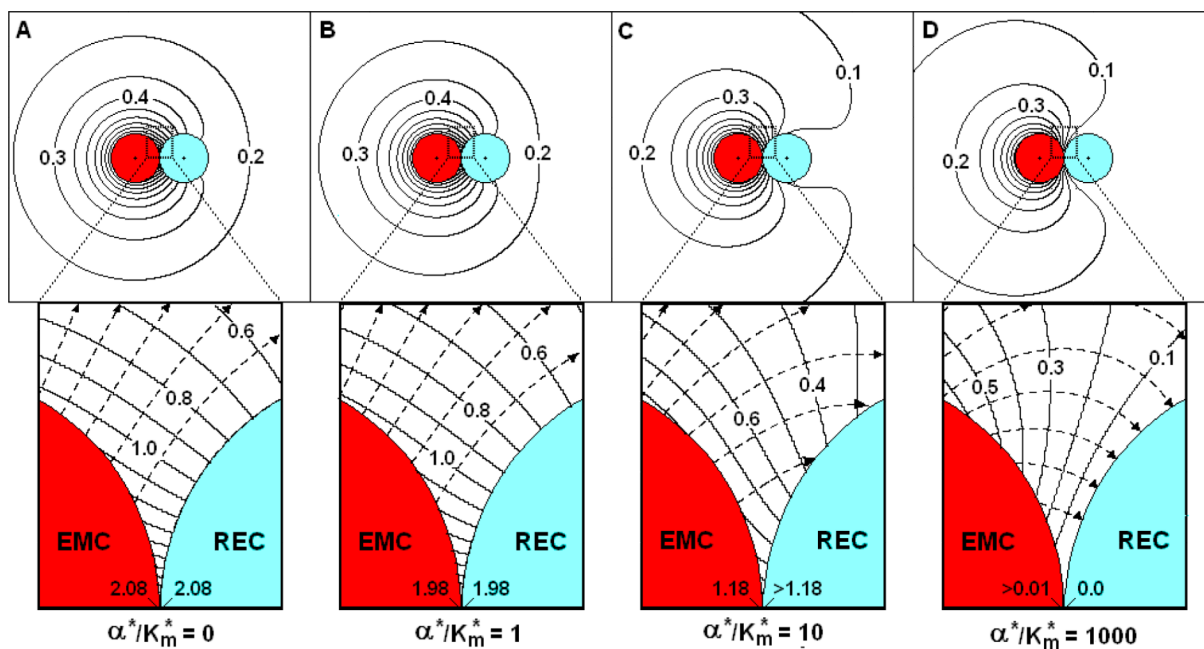 A
0.4
0.3
0.2
B
0.4
0.3
0.2
C
0.1
0.3
0.2
D
0.1
0.3
0.2
0.6
0.8
1.0
EMC REC
2.08 2.08
α*/K*m = 0
0.6
0.8
1.0
EMC REC
1.98 1.98
α*/K*m = 1
0.4
0.6
EMC REC
1.18 >1.18
α*/K*m = 10
0.1
0.3
0.5
EMC REC
>0.01 0.0
α*/K*m = 1000